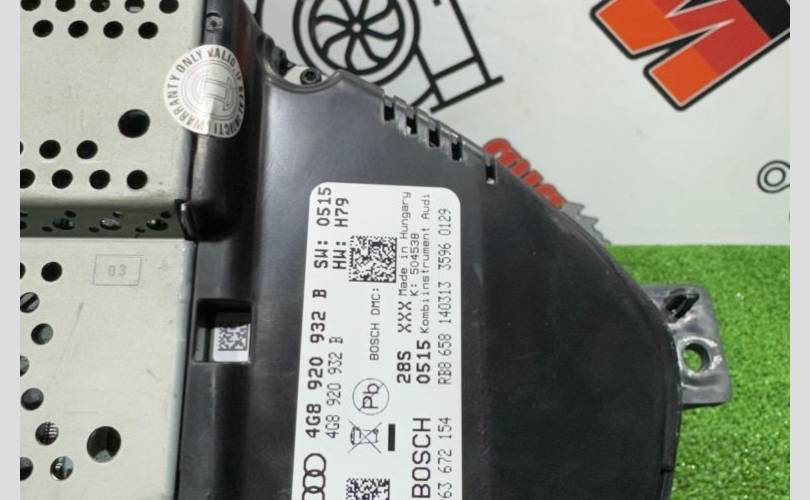 WARRANTY ONLY VALID
4G8 920 932 B SW: 0515
4G8 920 932 B HW: H79
BOSCH DMC:
Pb
28S XXX Made in Hungary
K: 504538
0515 Kombiinstrument Audi
BOSCH RB8 658 140313 3596 0129
63 672 154
03